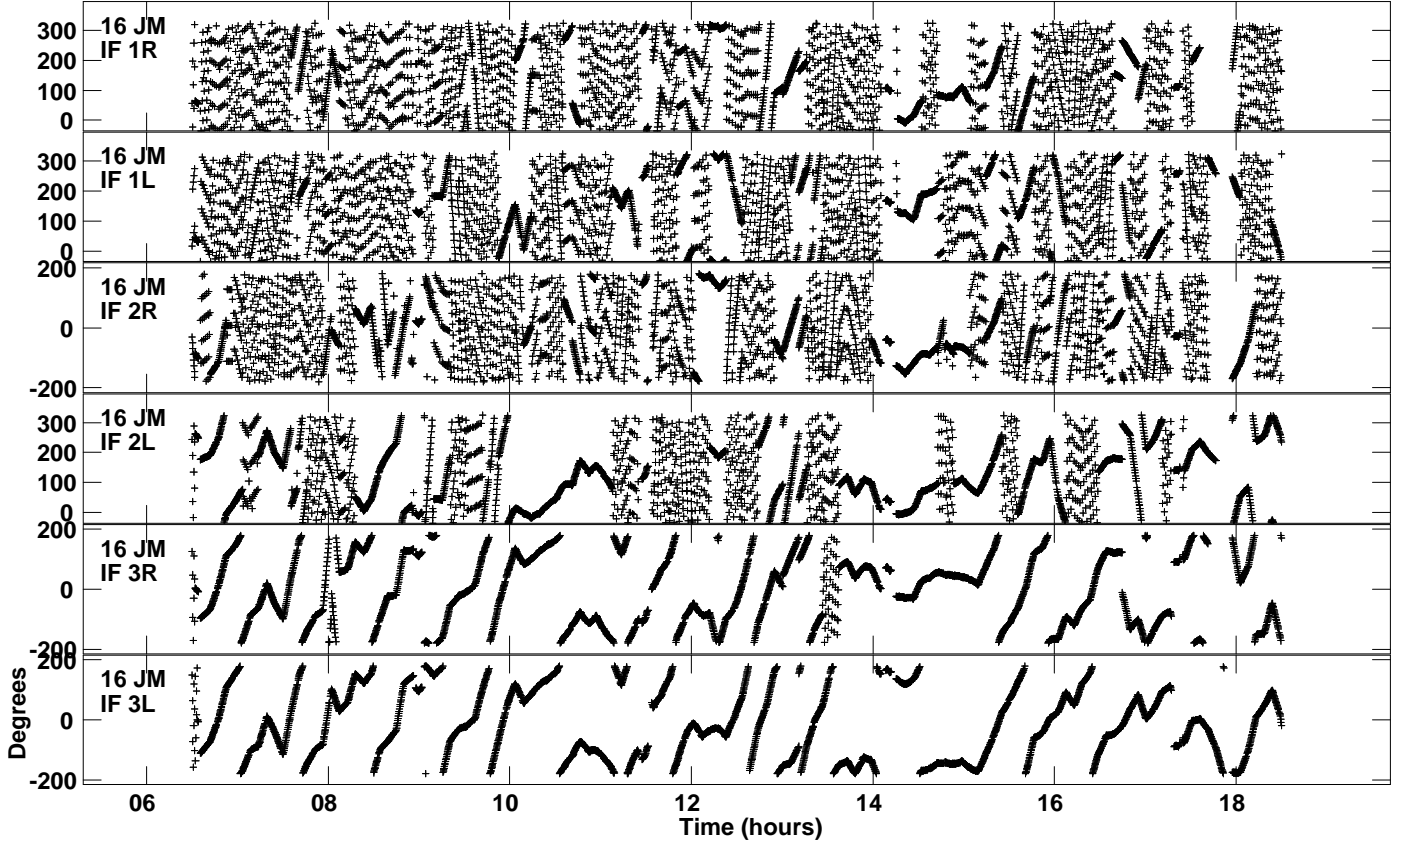 300 16 JM
200 IF 1R
100
0
300 16 JM
200 IF 1L
100
0
200
16 JM
0 IF 2R
-200
16 JM
300 IF 2L
200
100
0
200
16 JM
0 IF 3R
-200
200
16 JM
IF 3L
0
-200
Degrees
06 08 10 12 14 16 18
Time (hours)